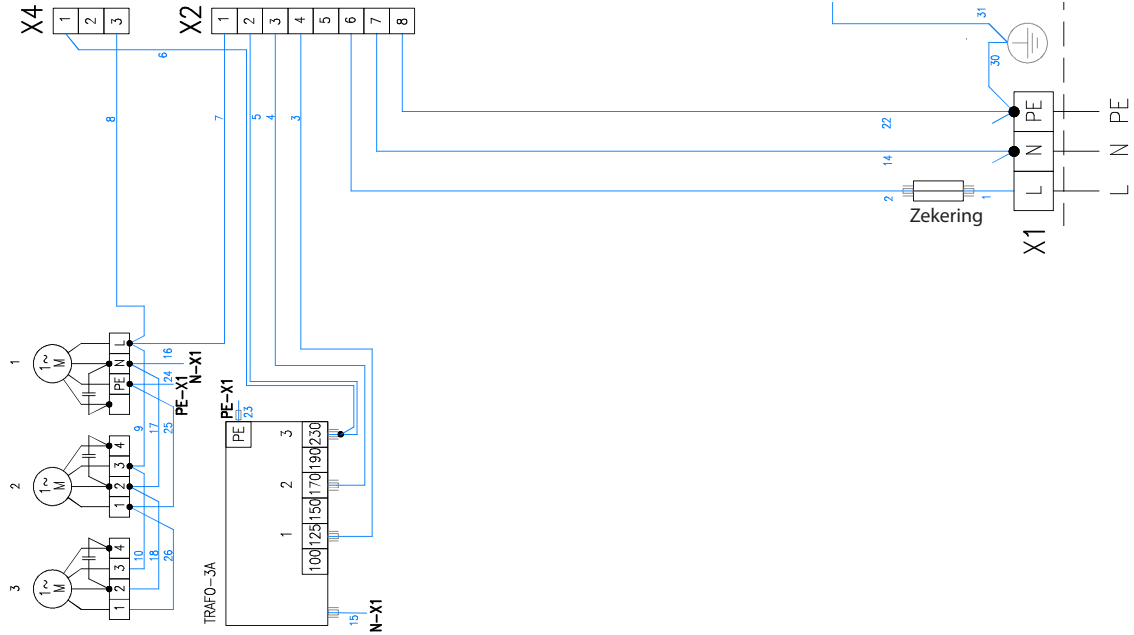 X4
1 2 3
X2
1 2 3 4 5 6 7 8
31
30
6
8
7
5
4
3
22
14
2
1
Zekering
PE N L
PE
N
L
X1
1
1~
M
L
N
PE
16
24
N-X1
PE-X1
9
17
25
2
1~
M
4
3
2
1
10
18
26
3
1~
M
4
3
2
1
PE-X1
23
PE
TRAFO-3A
3
2
1
230
190
170
150
125
100
15
N-X1